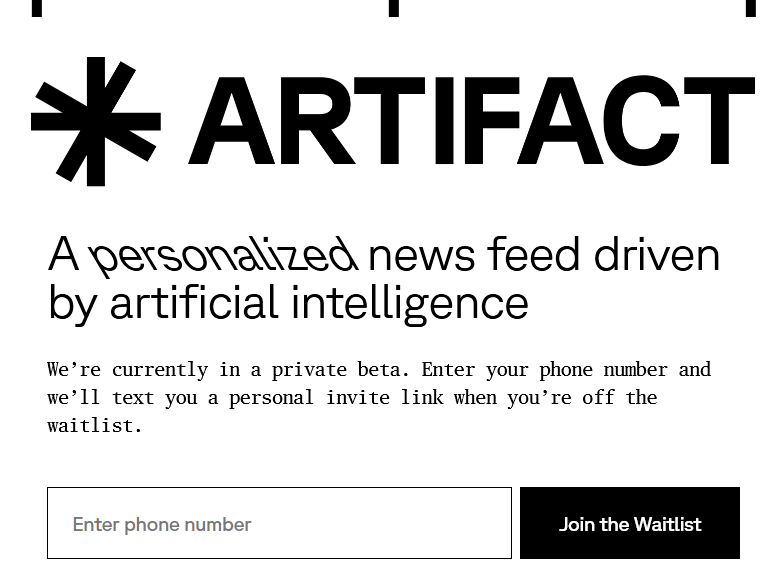 ARTIFACT
A personalized news feed driven
by artificial intelligence
We’re currently in a private beta. Enter your phone number and
we’ll text you a personal invite link when you’re off the
waitlist.
Enter phone number
Join the Waitlist